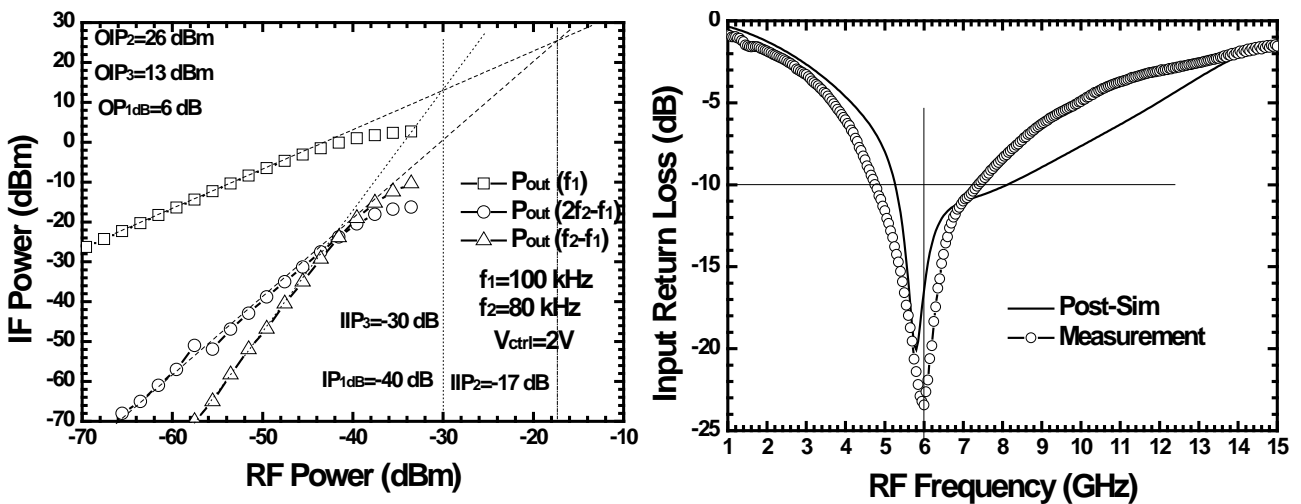 30
20
10
0
-10
-20
-30
-40
-50
-60
-70
IF Power (dBm)
OIP2=26 dBm
OIP3=13 dBm
OP1dB=6 dB
Pout (f1)
Pout (2f2-f1)
Pout (f2-f1)
f1=100 kHz
f2=80 kHz
Vctrl=2V
IIP3=-30 dB
IP1dB=-40 dB
IIP2=-17 dB
-70 -60 -50 -40 -30 -20 -10
RF Power (dBm)
-0
-5
-10
-15
-20
-25
Input Return Loss (dB)
Post-Sim
Measurement
1 2 3 4 5 6 7 8 9 10 11 12 13 14 15
RF Frequency (GHz)